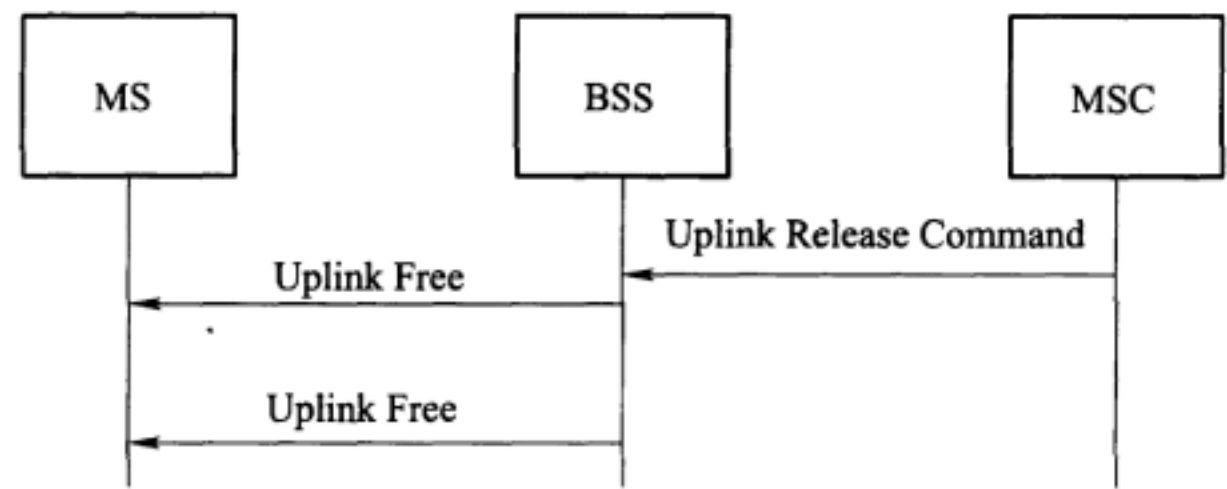 MS
BSS
MSC
Uplink Release Command
Uplink Free
Uplink Free